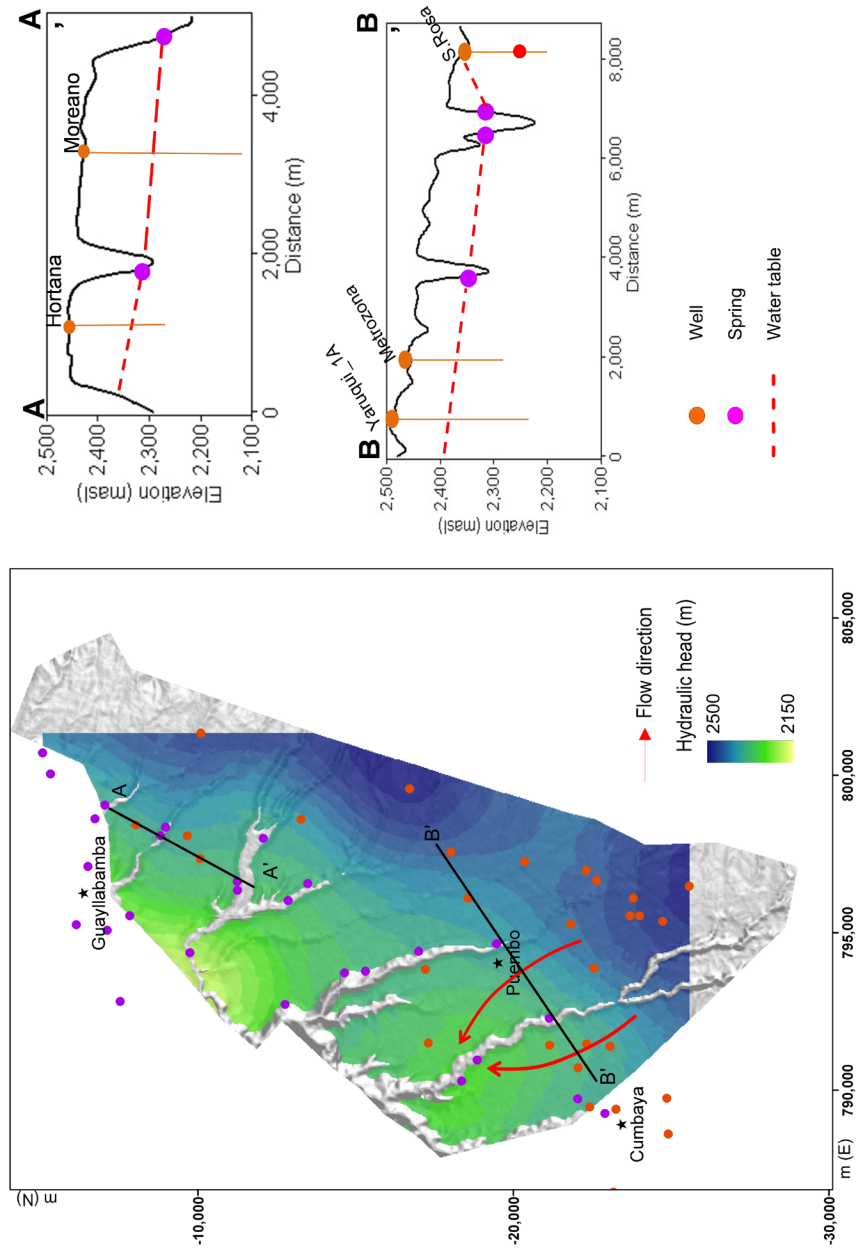 m (N)
-10,000
-20,000
-30,000
m (E)
790,000
795,000
800,000
805,000
Guayllabamba
A
A'
B'
Puembo
B'
Cumbaya
Flow direction
Hydraulic head (m)
2500
2150
A
A
’
Hortana
Moreano
Elevation (masl)
2,500
2,400
2,300
2,200
2,100
0
2,000
4,000
Distance (m)
B
B
’
Yaruqui_1A
Metrozona
S.Rosa
Elevation (masl)
2,500
2,400
2,300
2,200
2,100
0
2,000
4,000
6,000
8,000
Distance (m)
Well
Spring
Water table